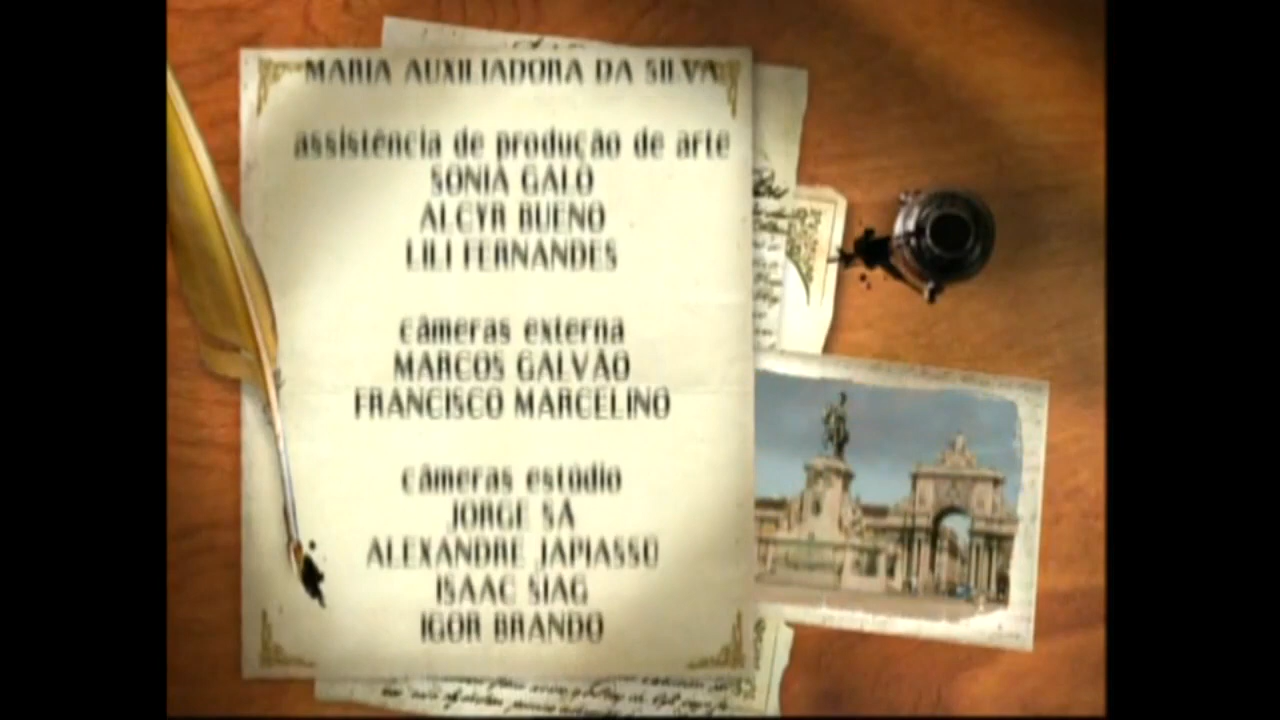 MARIA AUXILIADORA DA SILVA
assistência de produção de arte
SONIA GALO
ALCYR BUENO
LILI FERNANDES
câmeras externa
MARCOS GALVÃO
FRANCISCO MARCELINO
câmeras estúdio
JORGE SÁ
ALEXANDRE JAPIASSÚ
ISAAC SIAG
IGOR BRANDO